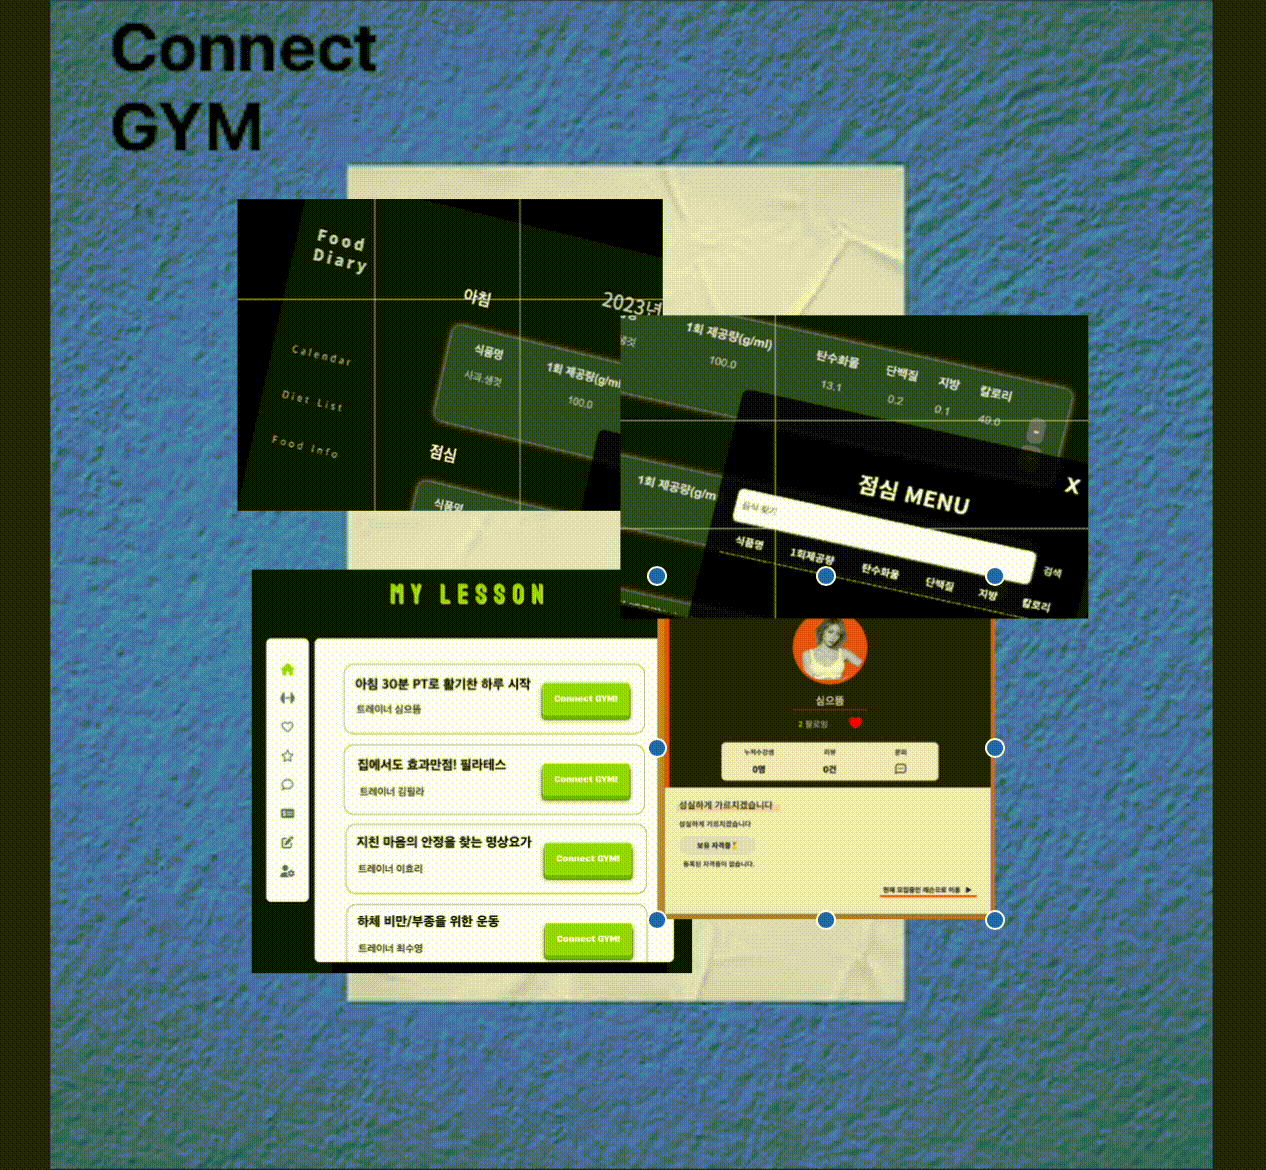 Connect
GYM
Food
Diary
Calendar
Diet List
Food Info
아침
2023년
식품명
1회 제공량(g/ml
사과.생것
100.0
점심
식품명
1회 제공량(g/ml)
탄수화물
단백질
지방
칼로리
100.0
13.1
0.2
0.1
40.0
-
1회 제공량(g/m
점심 MENU
X
음식 찾기
검색
식품명
1회제공량
탄수화물
단백질
지방
칼로리
MY LESSON
아침 30분 PT로 활기찬 하루 시작
트레이너 심으뜸
Connect GYM!
집에서도 효과만점! 필라테스
트레이너 김필라
Connect GYM!
지친 마음의 안정을 찾는 명상요가
트레이너 이효리
Connect GYM!
하체 비만/부종을 위한 운동
트레이너 최수영
Connect GYM!
심으뜸
2 팔로잉
누적수강생
리뷰
문의
0명
0건
성실하게 가르치겠습니다
성실하게 가르치겠습니다
보유 자격증
등록된 자격증이 없습니다.
현재 모집중인 레슨으로 이동